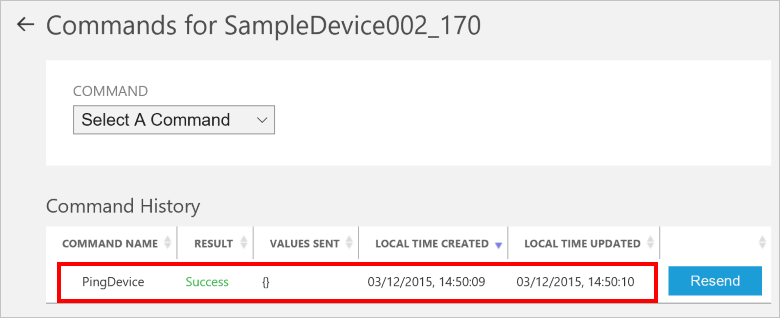 Commands for SampleDevice002_170
COMMAND
Select A Command
Command History
COMMAND NAME RESULT VALUES SENT LOCAL TIME CREATED LOCAL TIME UPDATED
PingDevice Success {} 03/12/2015, 14:50:09 03/12/2015, 14:50:10 Resend